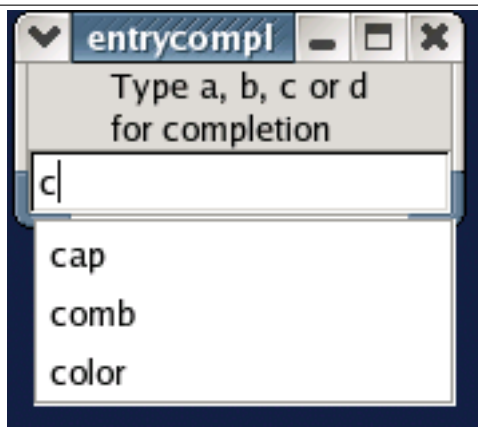 entrycompl
Type a, b, c or d
for completion
c
cap
comb
color